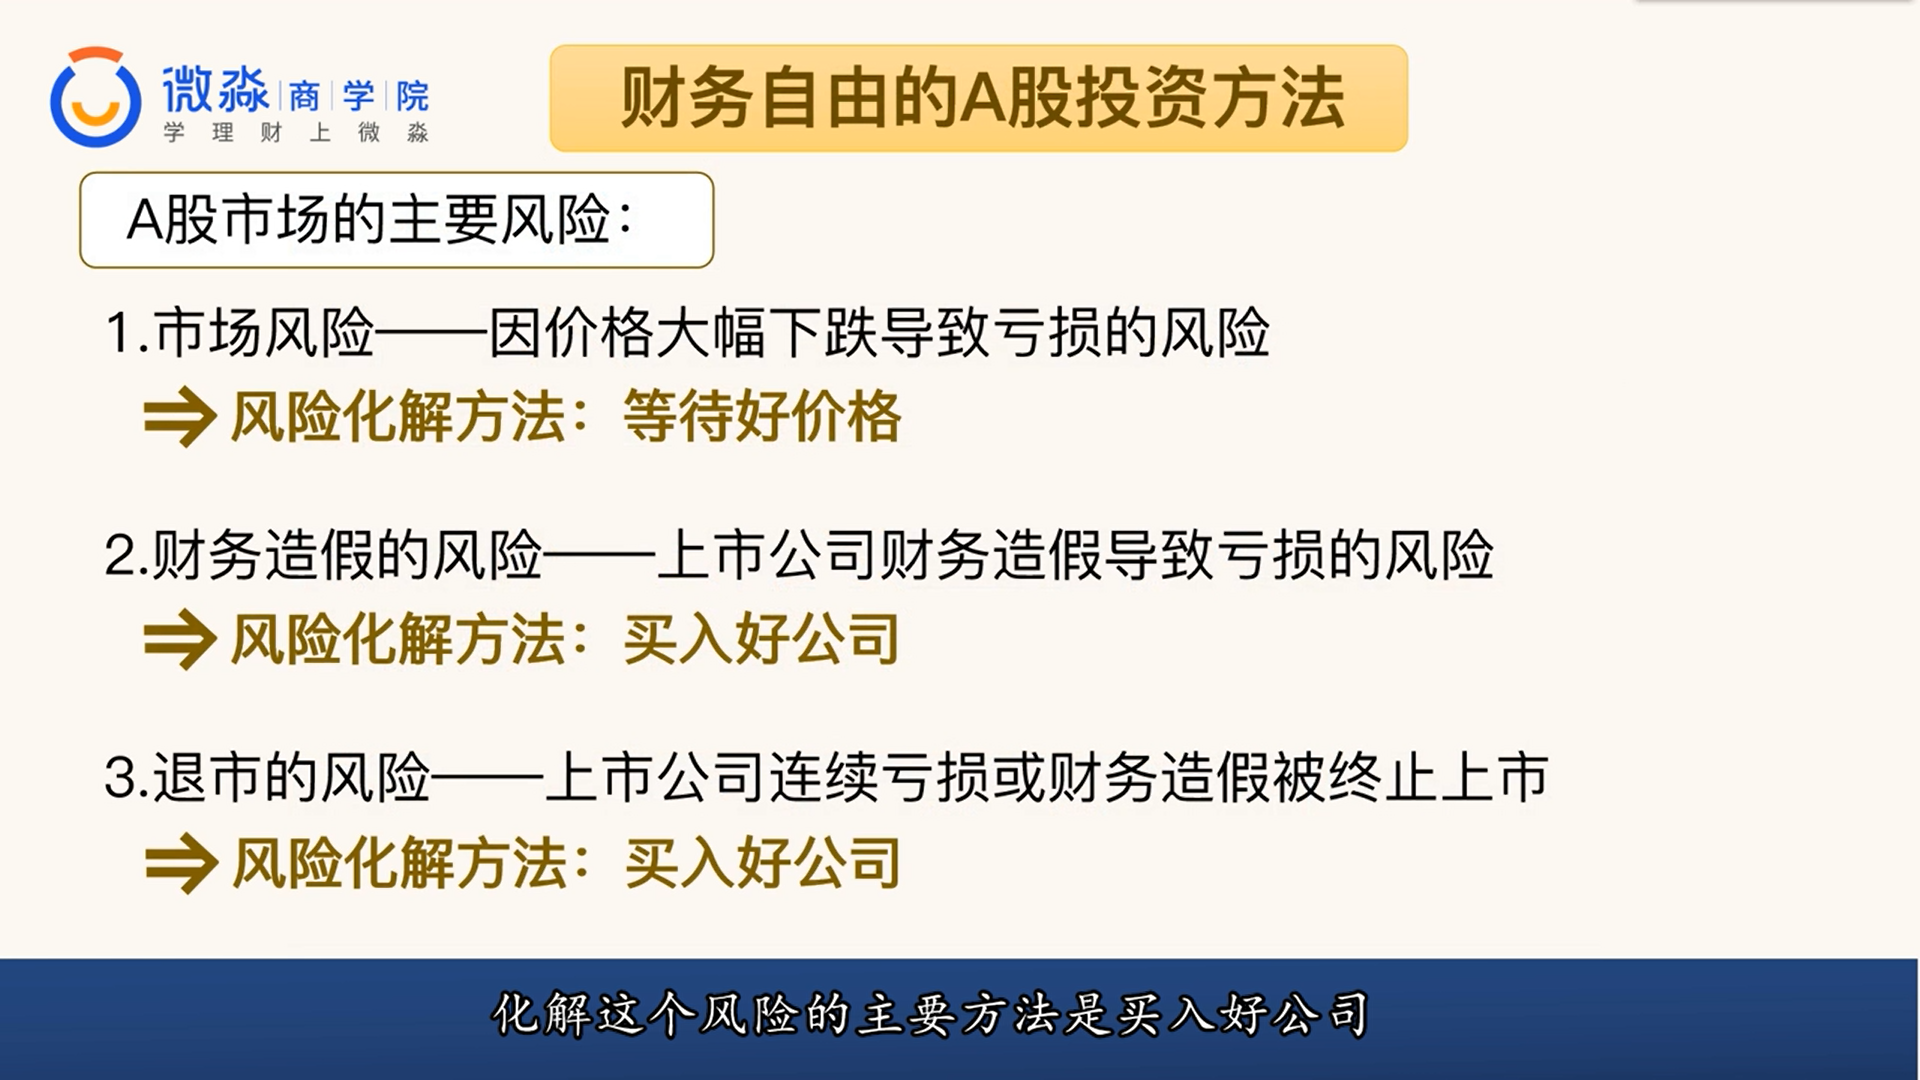 微淼商学院
学理财上微淼
财务自由的A股投资方法
A股市场的主要风险：
1.市场风险——因价格大幅下跌导致亏损的风险
⇒风险化解方法：等待好价格
2.财务造假的风险——上市公司财务造假导致亏损的风险
⇒风险化解方法：买入好公司
3.退市的风险——上市公司连续亏损或财务造假被终止上市
⇒风险化解方法：买入好公司
化解这个风险的主要方法是买入好公司